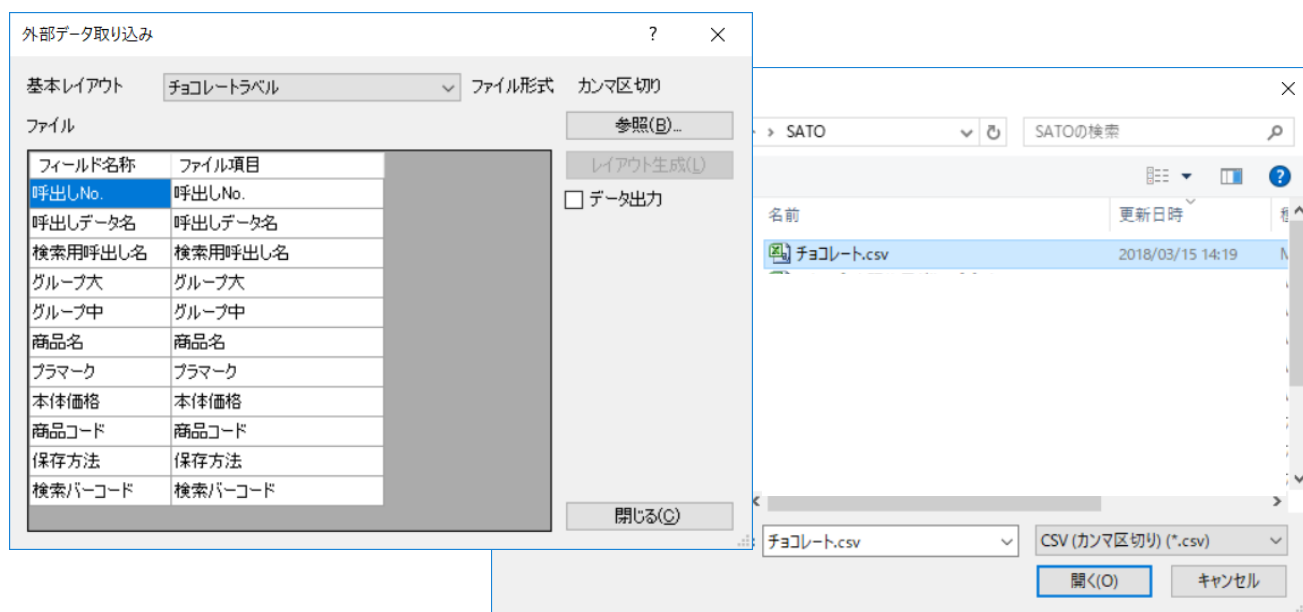 外部データ取り込み
基本レイアウト チョコレートラベル ファイル形式 カンマ区切り
ファイル
参照(B)...
レイアウト生成(L)
データ出力
フィールド名称 ファイル項目
呼出しNo. 呼出しNo.
呼出しデータ名 呼出しデータ名
検索用呼出し名 検索用呼出し名
グループ大 グループ大
グループ中 グループ中
商品名 商品名
プラマーク プラマーク
本体価格 本体価格
商品コード 商品コード
保存方法 保存方法
検索バーコード 検索バーコード
閉じる(C)
SATO SATOの検索
名前 更新日時
チョコレート.csv 2018/03/15 14:19
チョコレート.csv CSV (カンマ区切り) (*.csv)
開く(O) キャンセル